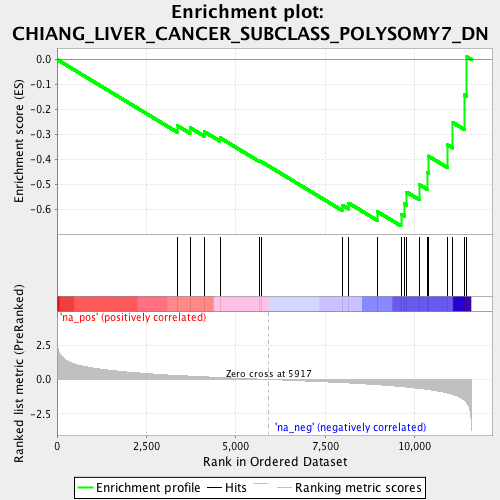 Enrichment plot:
CHIANG_LIVER_CANCER_SUBCLASS_POLYSOMY7_DN
Enrichment score (ES)
0.0
-0.1
-0.2
-0.3
-0.4
-0.5
-0.6
'na_pos' (positively correlated)
Ranked list metric (PreRanked)
2.5
0.0
-2.5
Zero cross at 5917
'na_neg' (negatively correlated)
0
2,500
5,000
7,500
10,000
Rank in Ordered Dataset
Enrichment profile
Hits
Ranking metric scores